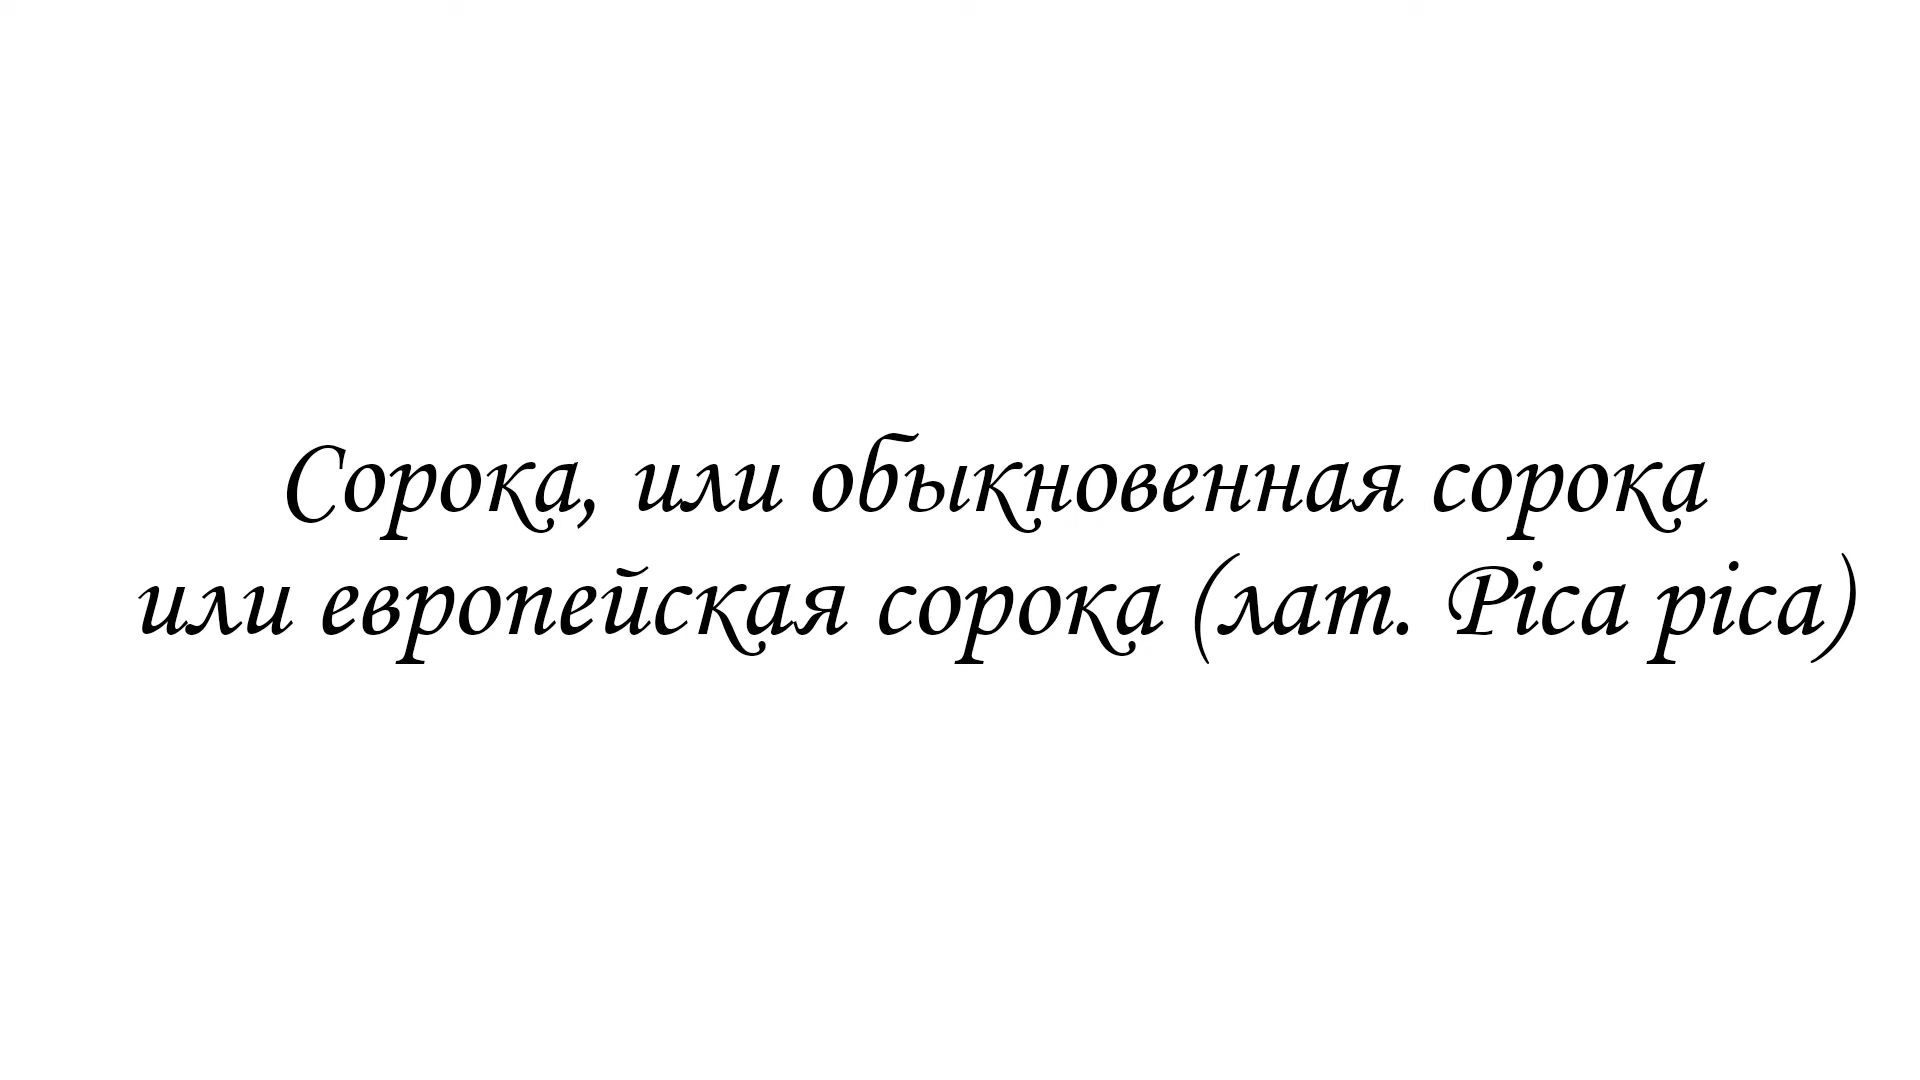 Сорока, или обыкновенная сорока
или европейская сорока (лат. Pica pica)